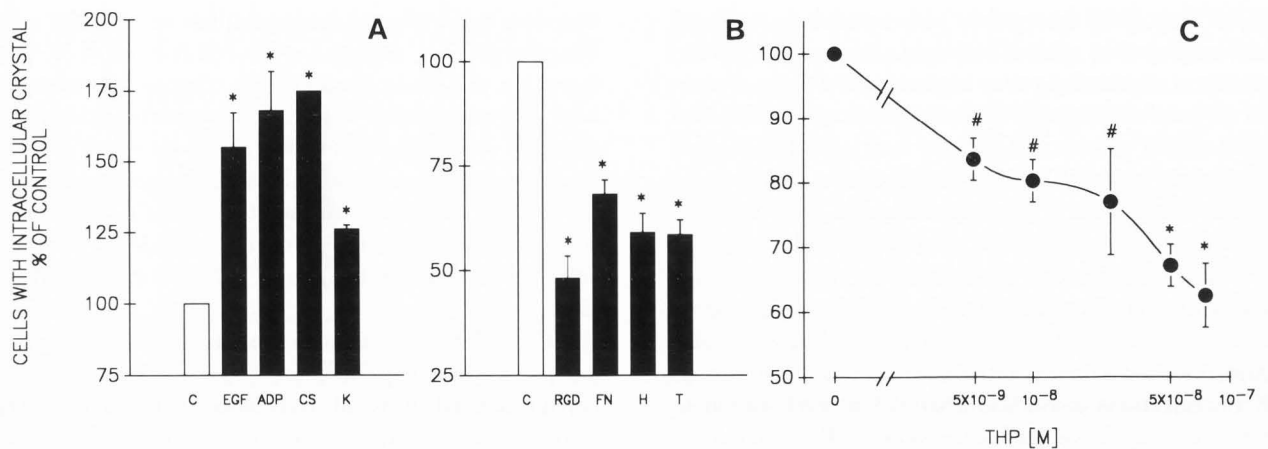 CELLS WITH INTRACELLULAR CRYSTAL
% OF CONTROL
A
200
175
150
125
100
75
* * * *
C EGF ADP CS K
B
100
75
50
25
* * * *
C RGD FN H T
C
100
90
80
70
60
50
# # # * *
0 5X10⁻⁹ 10⁻⁸ 5X10⁻⁸ 10⁻⁷
THP [M]